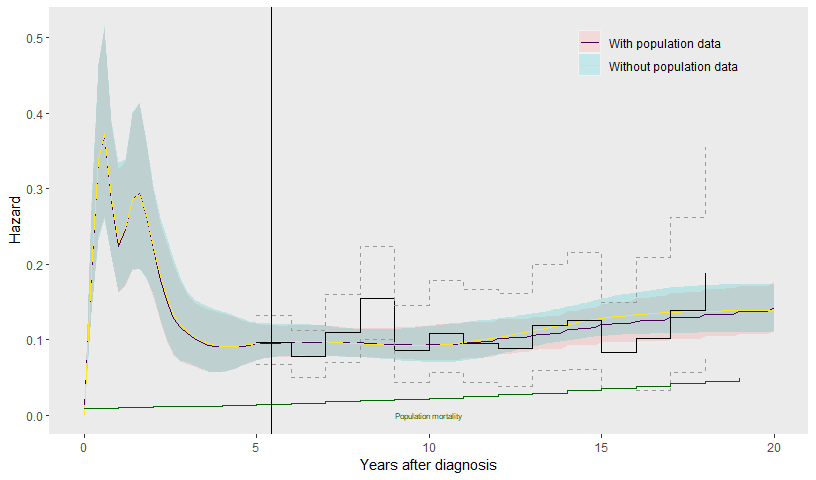 0.5
0.4
0.3
0.2
0.1
0.0
Hazard
With population data
Without population data
Population mortality
0
5
10
15
20
Years after diagnosis